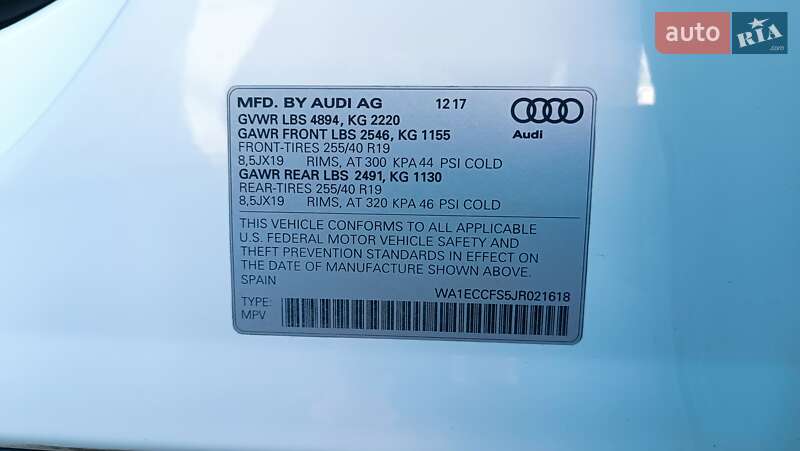 auto RIA.com
MFD. BY AUDI AG 12 17
GVWR LBS 4894, KG 2220
GAWR FRONT LBS 2546, KG 1155
FRONT-TIRES 255/40 R19
8,5JX19 RIMS, AT 300 KPA 44 PSI COLD
GAWR REAR LBS 2491, KG 1130
REAR-TIRES 255/40 R19
8,5JX19 RIMS, AT 320 KPA 46 PSI COLD
Audi
THIS VEHICLE CONFORMS TO ALL APPLICABLE
U.S. FEDERAL MOTOR VEHICLE SAFETY AND
THEFT PREVENTION STANDARDS IN EFFECT ON
THE DATE OF MANUFACTURE SHOWN ABOVE.
SPAIN
WA1ECCFS5JR021618
TYPE:
MPV